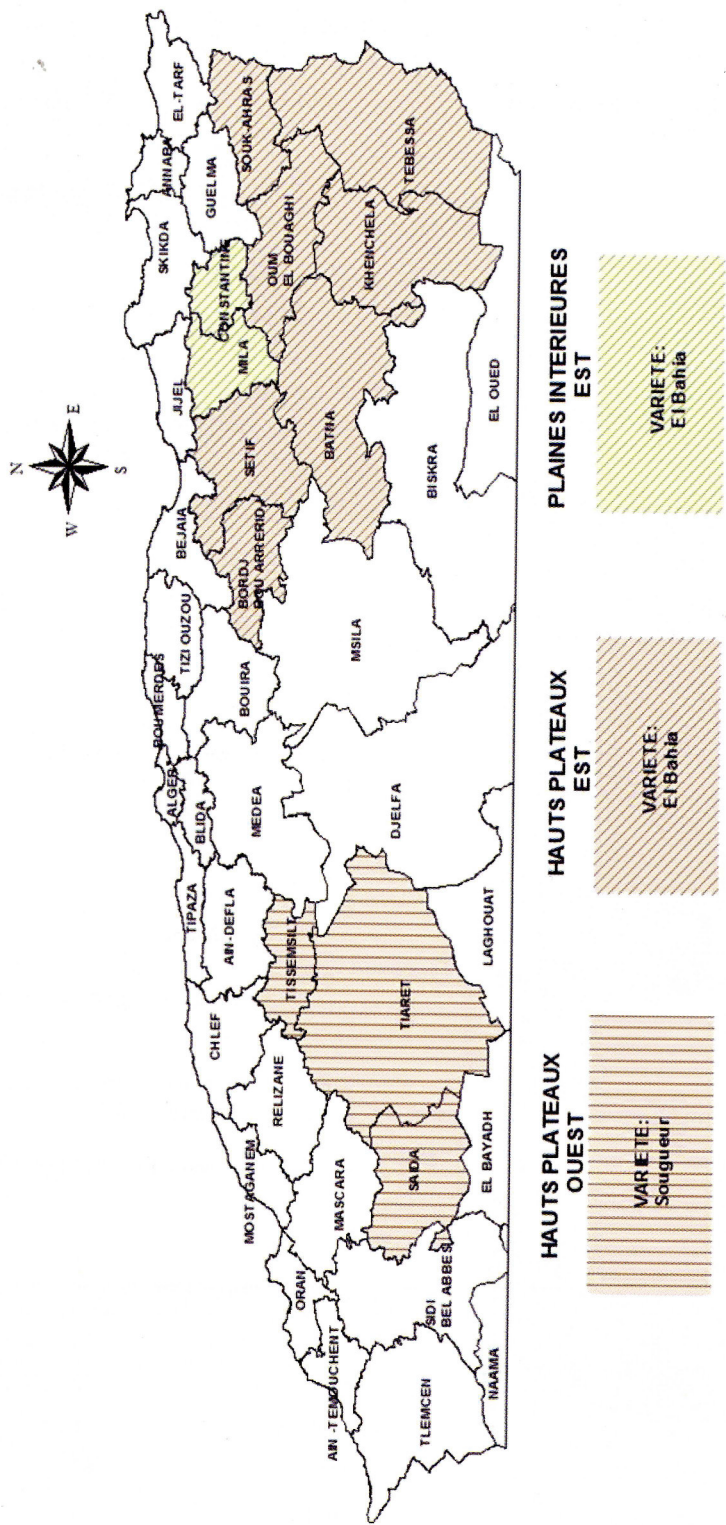 N
W
E
S
EL-TARF
ANNABA
SKIKDA
GUELMA
SOUK-AHRAS
JIJEL
CONSTANTINE
MILA
OUM
EL BOUAGHI
TEBESSA
KHENCHELA
BEJAIA
SETIF
BATNA
BORDJ
BOU ARRERIDJ
BISKRA
EL OUED
TIZI OUZOU
BOUMERDES
BOUIRA
MSILA
ALGER
BLIDA
MEDEA
DJELFA
TIPAZA
AIN-DEFLA
TISSEMSILT
TIARET
LAGHOUAT
CHLEF
RELIZANE
MOSTAGANEM
MASCARA
SAIDA
EL BAYADH
ORAN
SIDI
BEL ABBES
AIN-TEMOUCHENT
TLEMCEN
NAAMA
HAUTS PLATEAUX
OUEST
VARIETE:
Sougueur
HAUTS PLATEAUX
EST
VARIETE:
El Bahia
PLAINES INTERIEURES
EST
VARIETE:
El Bahia